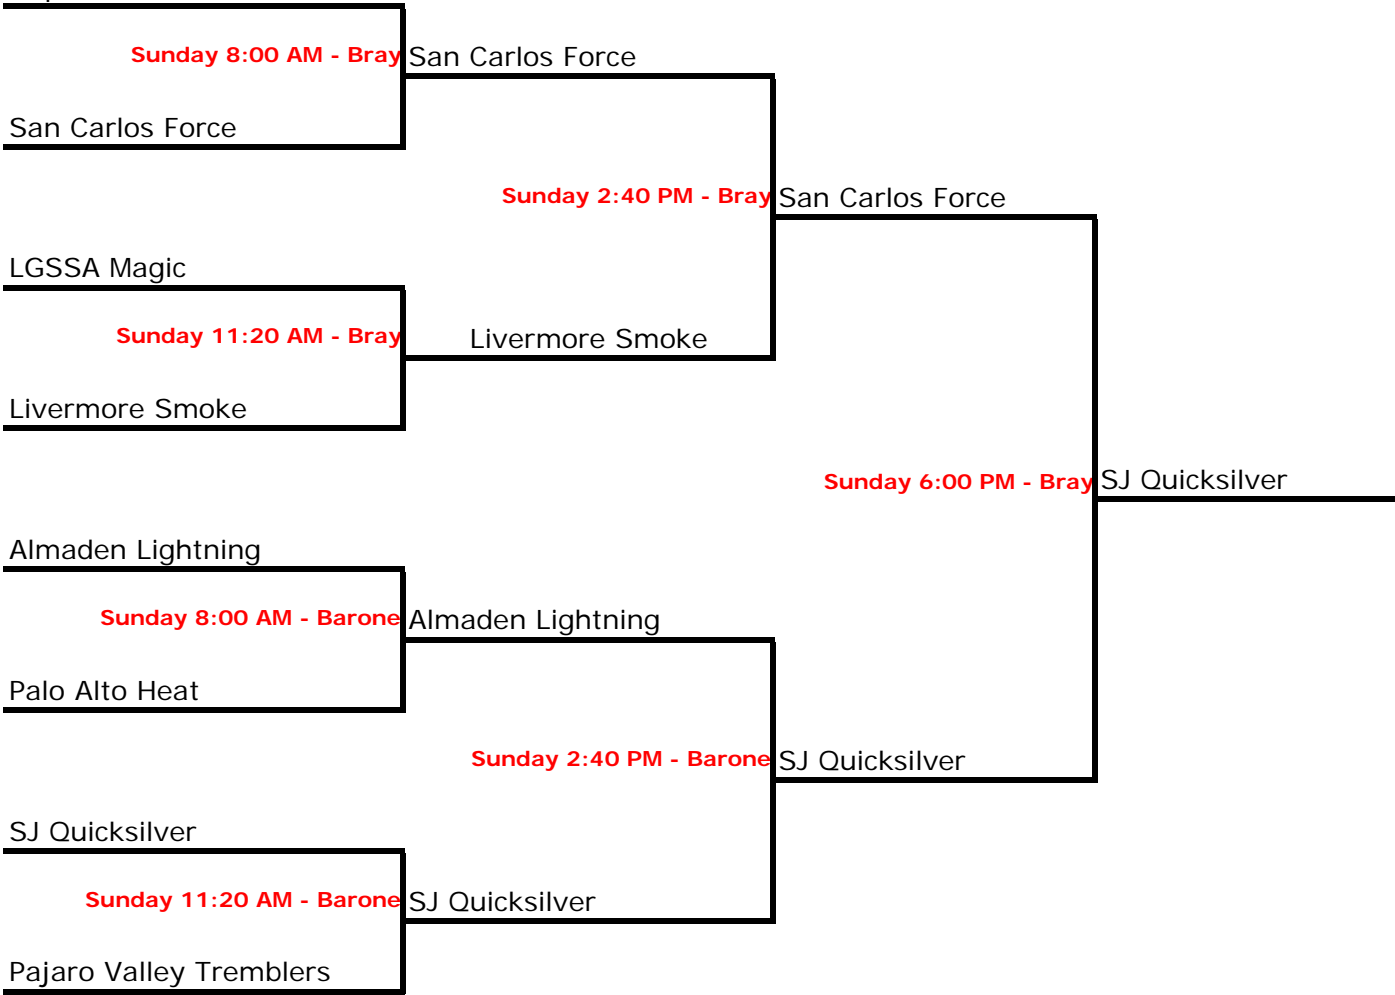 Sunday 8:00 AM - Bray
San Carlos Force
San Carlos Force
Sunday 2:40 PM - Bray
San Carlos Force
LGSSA Magic
Sunday 11:20 AM - Bray
Livermore Smoke
Livermore Smoke
Sunday 6:00 PM - Bray
SJ Quicksilver
Almaden Lightning
Sunday 8:00 AM - Barone
Almaden Lightning
Palo Alto Heat
Sunday 2:40 PM - Barone
SJ Quicksilver
SJ Quicksilver
Sunday 11:20 AM - Barone
SJ Quicksilver
Pajaro Valley Tremblers